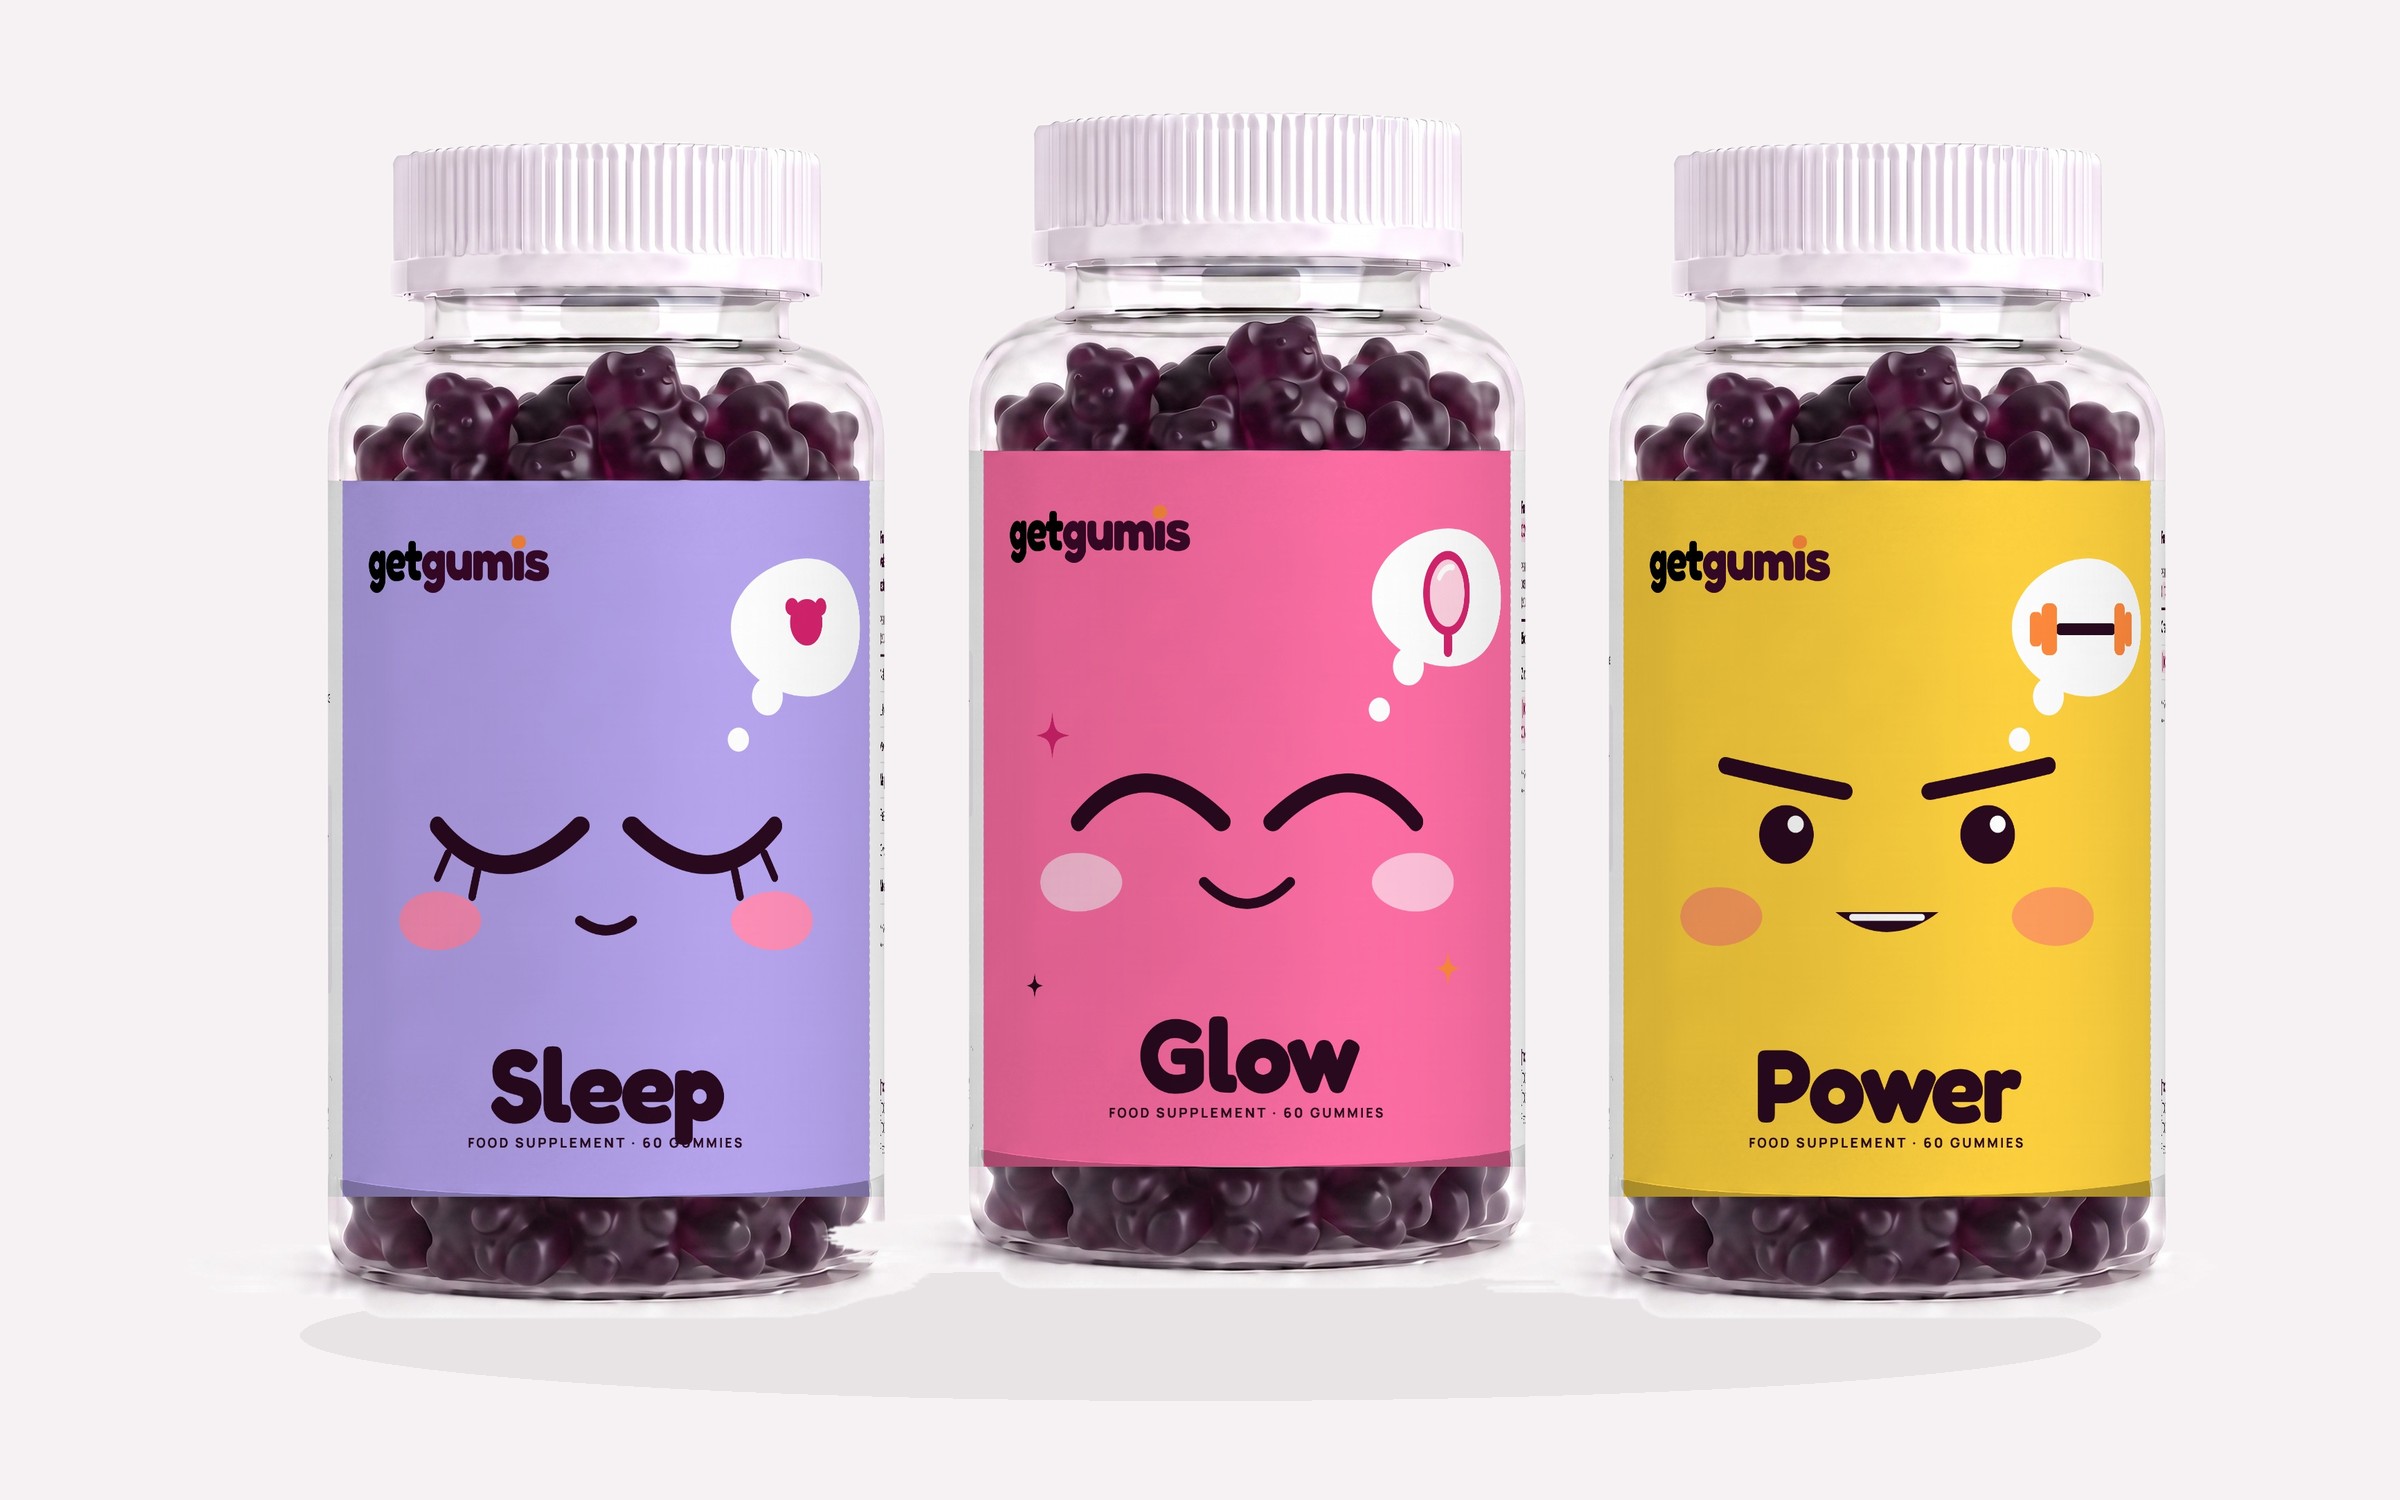 getgumis
Sleep
FOOD SUPPLEMENT · 60 GUMMIES
getgumis
Glow
FOOD SUPPLEMENT · 60 GUMMIES
getgumis
Power
FOOD SUPPLEMENT · 60 GUMMIES